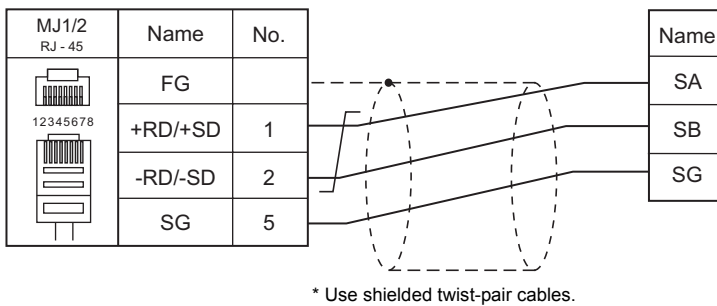 MJ1/2 Name No.
RJ - 45
FG
12345678
+RD/+SD 1
-RD/-SD 2
SG 5
Name
SA
SB
SG
* Use shielded twist-pair cables.